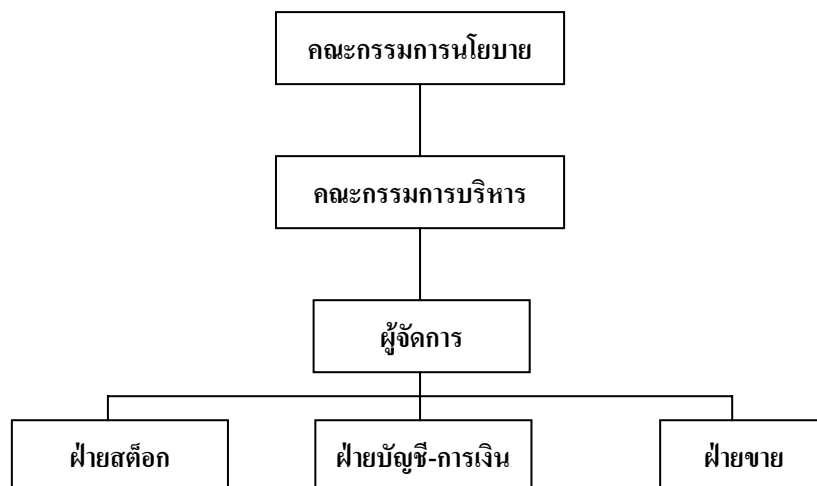 คณะกรรมการนโยบาย
คณะกรรมการบริหาร
ผู้จัดการ
ฝ่ายสต็อก
ฝ่ายบัญชี-การเงิน
ฝ่ายขาย